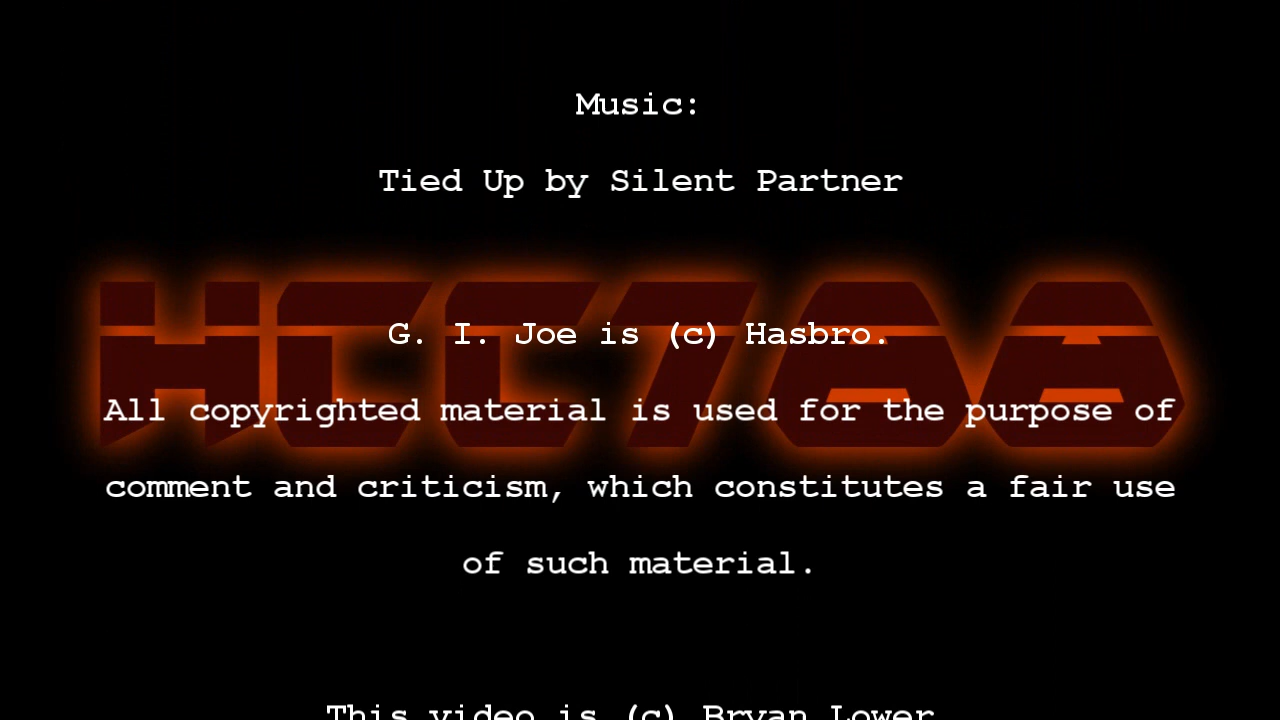 Music:
Tied Up by Silent Partner
HCC788
G. I. Joe is (c) Hasbro.
All copyrighted material is used for the purpose of
comment and criticism, which constitutes a fair use
of such material.
This video is (c) Bryan Lower